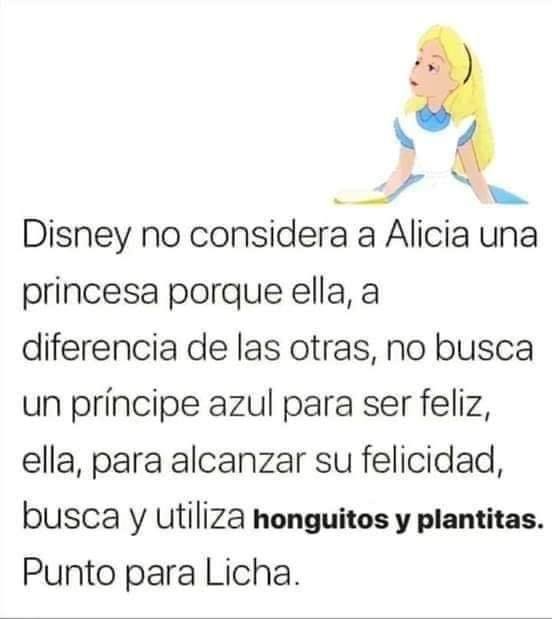 Disney no considera a Alicia una
princesa porque ella, a
diferencia de las otras, no busca
un príncipe azul para ser feliz,
ella, para alcanzar su felicidad,
busca y utiliza honguitos y plantitas.
Punto para Licha.